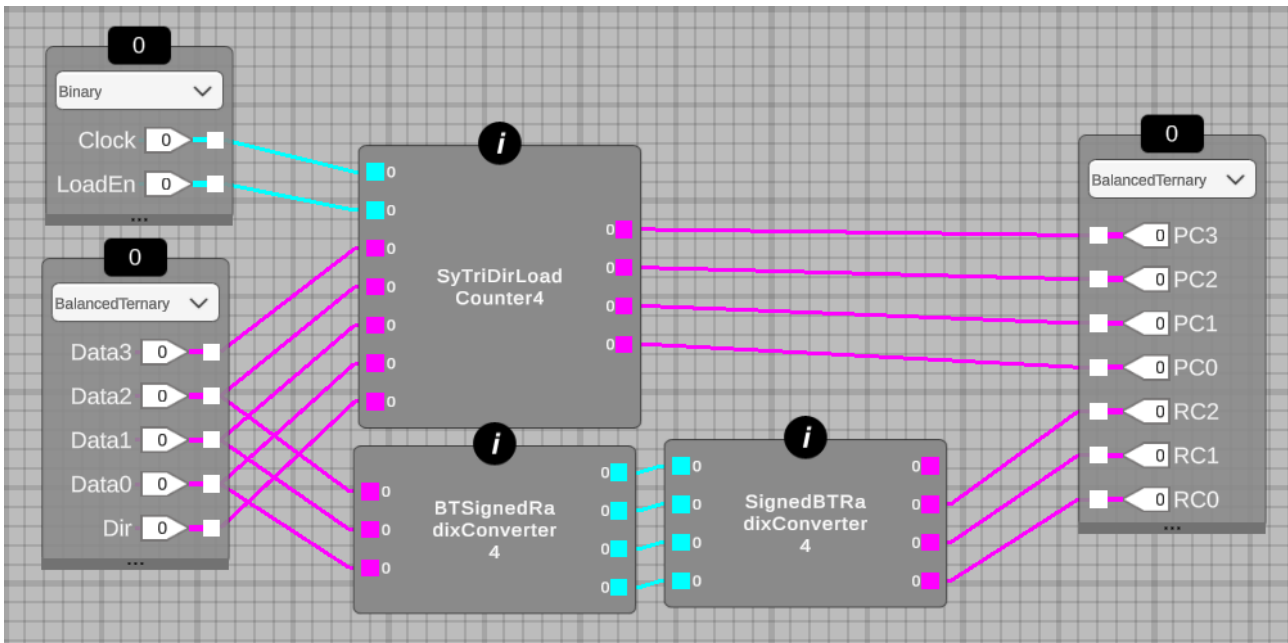 0
Binary
Clock 0
LoadEn 0
...
0
BalancedTernary
Data3 0
Data2 0
Data1 0
Data0 0
Dir 0
...
i
0
0
0
0
0
0
0
SyTriDirLoad
Counter4
0
0
0
0
i
0
0
0
BTSignedRa
dixConverter
4
0
0
0
0
i
0
0
0
0
SignedBTRa
dixConverter
4
0
0
0
0
0
BalancedTernary
0 PC3
0 PC2
0 PC1
0 PC0
0 RC2
0 RC1
0 RC0
...